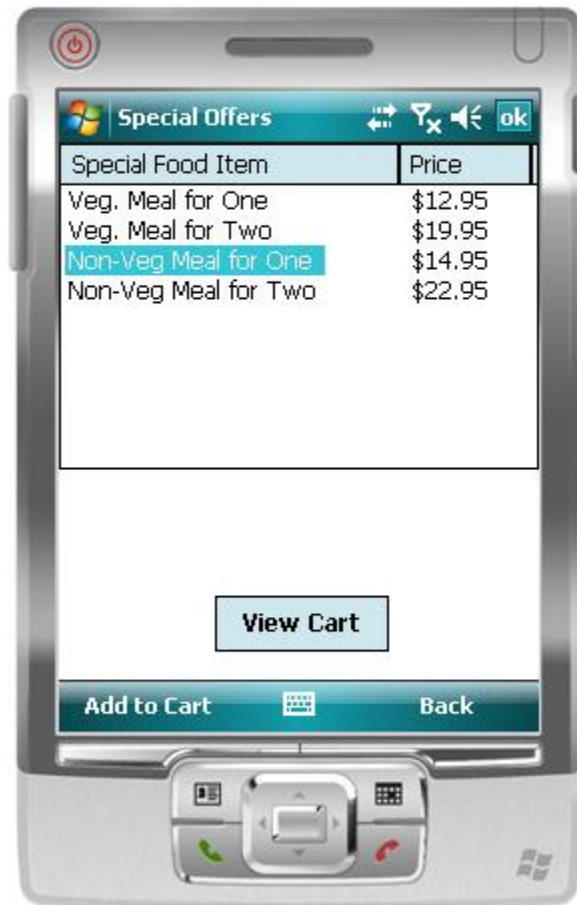 Special Offers ok
Special Food Item Price
Veg. Meal for One $12.95
Veg. Meal for Two $19.95
Non-Veg Meal for One $14.95
Non-Veg Meal for Two $22.95
View Cart
Add to Cart Back